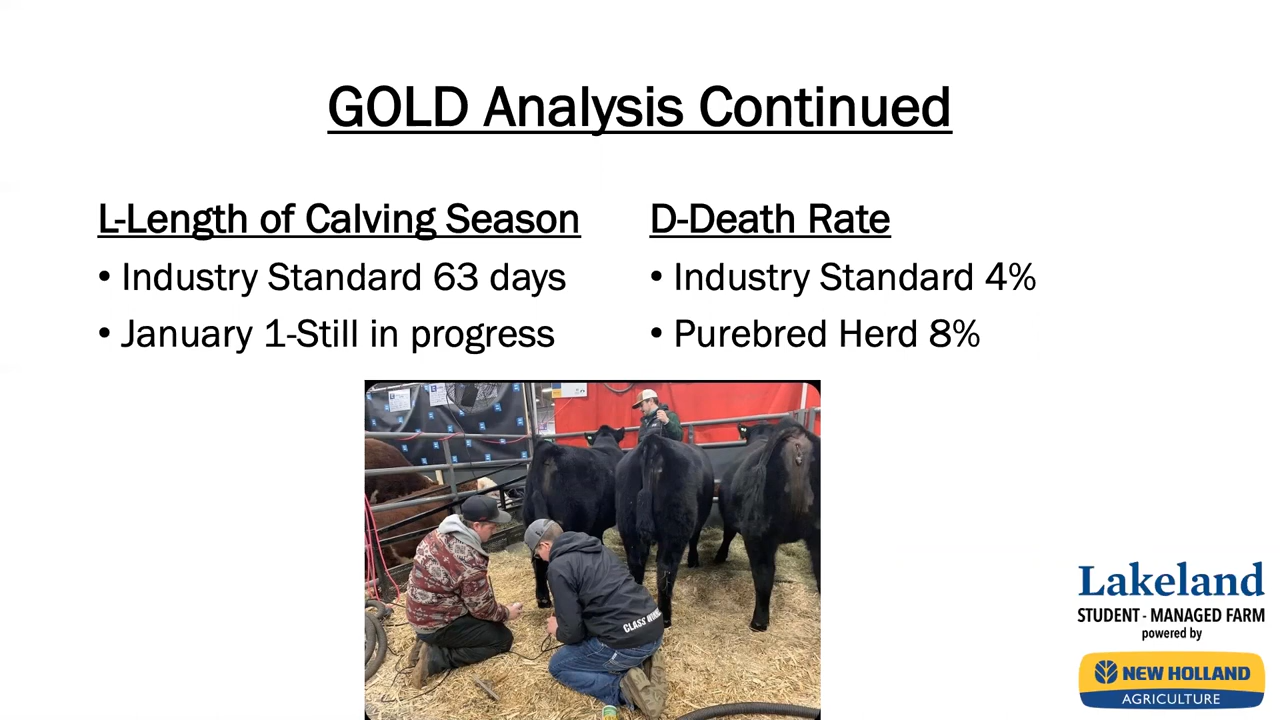 GOLD Analysis Continued
L-Length of Calving Season
• Industry Standard 63 days
• January 1-Still in progress
D-Death Rate
• Industry Standard 4%
• Purebred Herd 8%
Lakeland
STUDENT - MANAGED FARM
powered by
NEW HOLLAND
AGRICULTURE